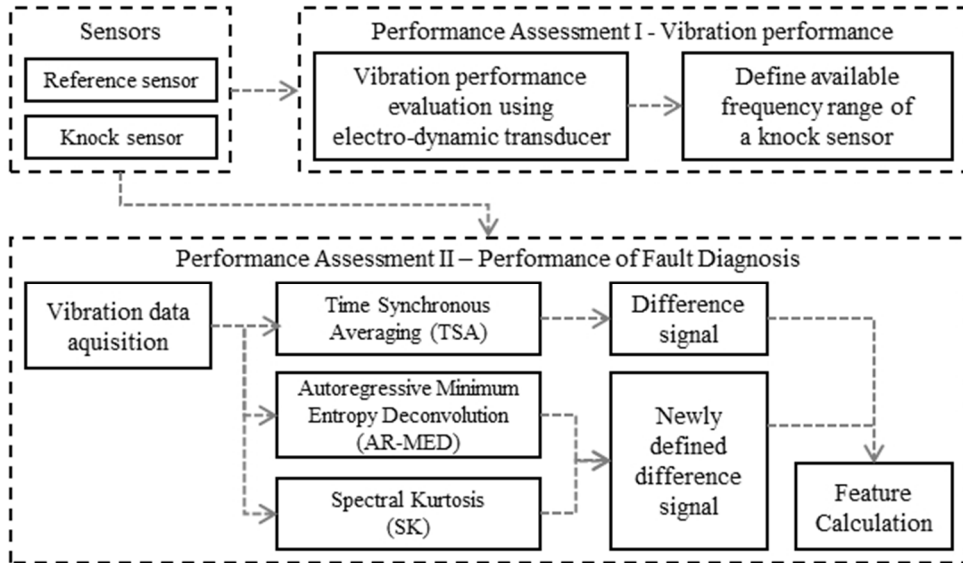 Sensors
Reference sensor
Knock sensor
Performance Assessment I - Vibration performance
Vibration performance
evaluation using
electro-dynamic transducer
Define available
frequency range of
a knock sensor
Performance Assessment II – Performance of Fault Diagnosis
Vibration data
aquisition
Time Synchronous
Averaging (TSA)
Difference
signal
Autoregressive Minimum
Entropy Deconvolution
(AR-MED)
Newly
defined
difference
signal
Spectral Kurtosis
(SK)
Feature
Calculation